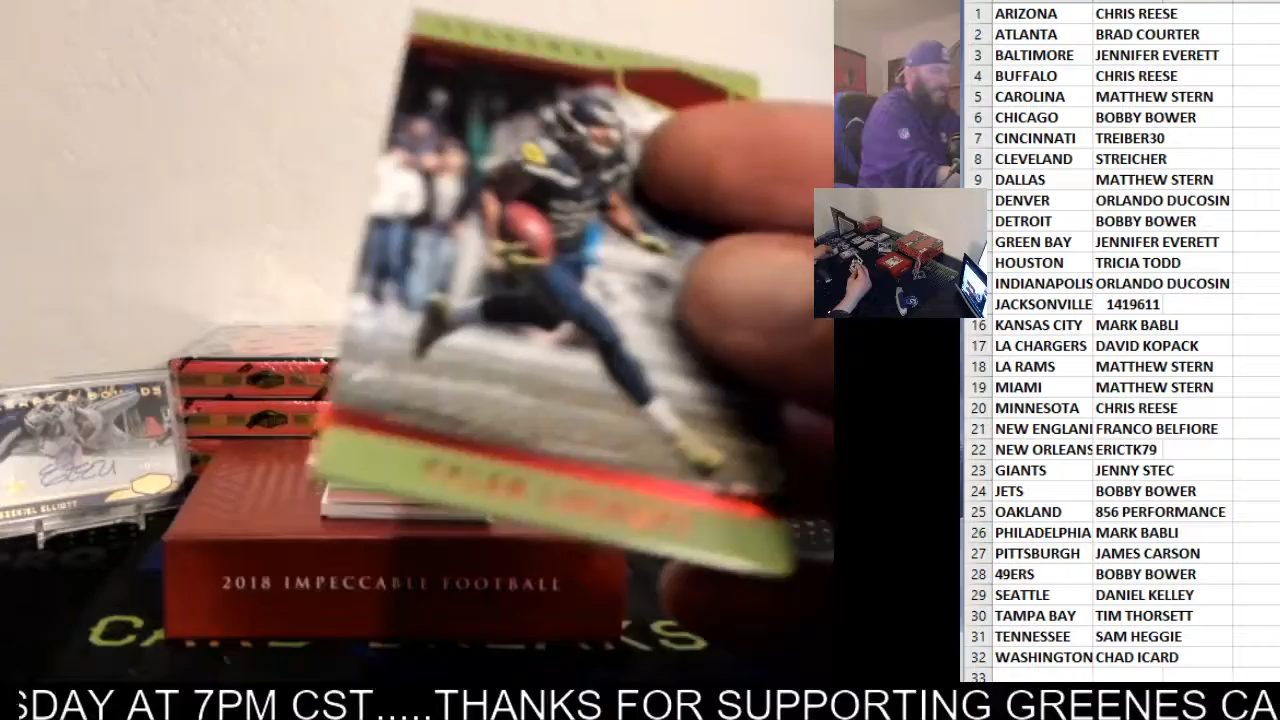 1 ARIZONA CHRIS REESE
2 ATLANTA BRAD COURTER
3 BALTIMORE JENNIFER EVERETT
4 BUFFALO CHRIS REESE
5 CAROLINA MATTHEW STERN
6 CHICAGO BOBBY BOWER
7 CINCINNATI TREIBER30
8 CLEVELAND STREICHER
9 DALLAS MATTHEW STERN
DENVER ORLANDO DUCOSIN
DETROIT BOBBY BOWER
GREEN BAY JENNIFER EVERETT
HOUSTON TRICIA TODD
INDIANAPOLIS ORLANDO DUCOSIN
JACKSONVILLE 1419611
16 KANSAS CITY MARK BABLI
17 LA CHARGERS DAVID KOPACK
18 LA RAMS MATTHEW STERN
19 MIAMI MATTHEW STERN
20 MINNESOTA CHRIS REESE
21 NEW ENGLANI FRANCO BELFIORE
22 NEW ORLEANS ERICTK79
23 GIANTS JENNY STEC
24 JETS BOBBY BOWER
25 OAKLAND 856 PERFORMANCE
26 PHILADELPHIA MARK BABLI
27 PITTSBURGH JAMES CARSON
28 49ERS BOBBY BOWER
29 SEATTLE DANIEL KELLEY
30 TAMPA BAY TIM THORSETT
31 TENNESSEE SAM HEGGIE
32 WASHINGTON CHAD ICARD
33
EZEKIEL ELLIOTT
2018 IMPECCABLE FOOTBALL
SDAY AT 7PM CST.....THANKS FOR SUPPORTING GREENES CA